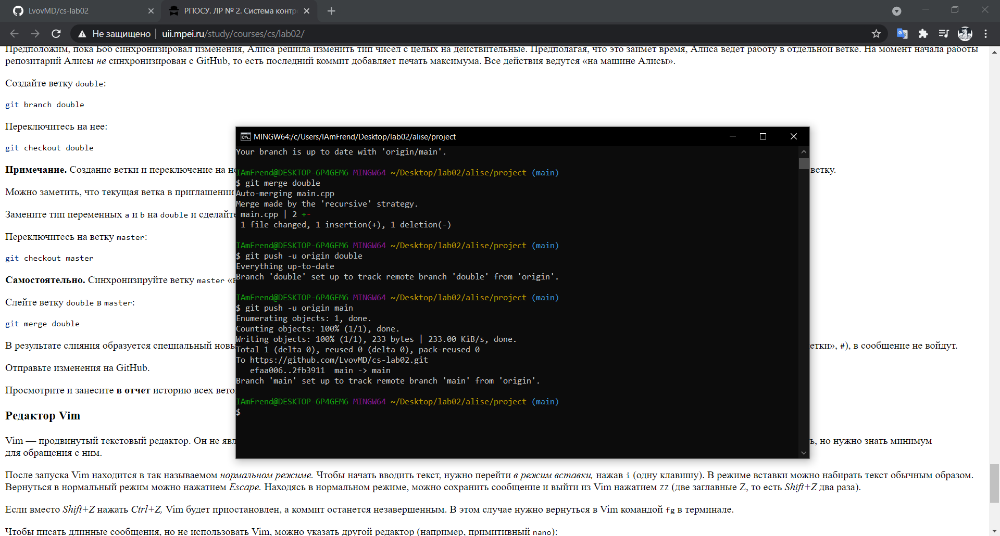 LvovMD/cs-lab02
РПОСУ. ЛР № 2. Система контр
Не защищено | uii.mpei.ru/study/courses/cs/lab02/
Предположим, пока Боб синхронизировал изменения, Алиса решила изменить тип чисел с целых на действительные. Предполагая, что это займет время, Алиса ведет работу в отдельной ветке. На момент начала работы
репозитарий Алисы не синхронизирован с GitHub, то есть последний коммит добавляет печать максимума. Все действия ведутся «на машине Алисы».
Создайте ветку double:
git branch double
Переключитесь на нее:
git checkout double
Примечание. Создание ветки и переключение на не
ветку.
Можно заметить, что текущая ветка в приглашении
Замените тип переменных a и b на double и сделайте
Переключитесь на ветку master:
git checkout master
Самостоятельно. Синхронизируйте ветку master «н
Слейте ветку double в master:
git merge double
В результате слияния образуется специальный новы
етки», #), в сообщение не войдут.
Отправьте изменения на GitHub.
Просмотрите и занесите в отчет историю всех вето
MINGW64:/c/Users/IAmFrend/Desktop/lab02/alise/project
Your branch is up to date with 'origin/main'.
IAmFrend@DESKTOP-6P4GEM6 MINGW64 ~/Desktop/lab02/alise/project (main)
$ git merge double
Auto-merging main.cpp
Merge made by the 'recursive' strategy.
main.cpp | 2 +-
1 file changed, 1 insertion(+), 1 deletion(-)
IAmFrend@DESKTOP-6P4GEM6 MINGW64 ~/Desktop/lab02/alise/project (main)
$ git push -u origin double
Everything up-to-date
Branch 'double' set up to track remote branch 'double' from 'origin'.
IAmFrend@DESKTOP-6P4GEM6 MINGW64 ~/Desktop/lab02/alise/project (main)
$ git push -u origin main
Enumerating objects: 1, done.
Counting objects: 100% (1/1), done.
Writing objects: 100% (1/1), 233 bytes | 233.00 KiB/s, done.
Total 1 (delta 0), reused 0 (delta 0), pack-reused 0
To https://github.com/LvovMD/cs-lab02.git
efaa006..2fb3911  main -> main
Branch 'main' set up to track remote branch 'main' from 'origin'.
IAmFrend@DESKTOP-6P4GEM6 MINGW64 ~/Desktop/lab02/alise/project (main)
$
Редактор Vim
Vim — продвинутый текстовый редактор. Он не явл
ь, но нужно знать минимум
для обращения с ним.
После запуска Vim находится в так называемом нормальном режиме. Чтобы начать вводить текст, нужно перейти в режим вставки, нажав i (одну клавишу). В режиме вставки можно набирать текст обычным образом.
Вернуться в нормальный режим можно нажатием Escape. Находясь в нормальном режиме, можно сохранить сообщение и выйти из Vim нажатием ZZ (две заглавные Z, то есть Shift+Z два раза).
Если вместо Shift+Z нажать Ctrl+Z, Vim будет приостановлен, а коммит останется незавершенным. В этом случае нужно вернуться в Vim командой fg в терминале.
Чтобы писать длинные сообщения, но не использовать Vim, можно указать другой редактор (например, примитивный nano):